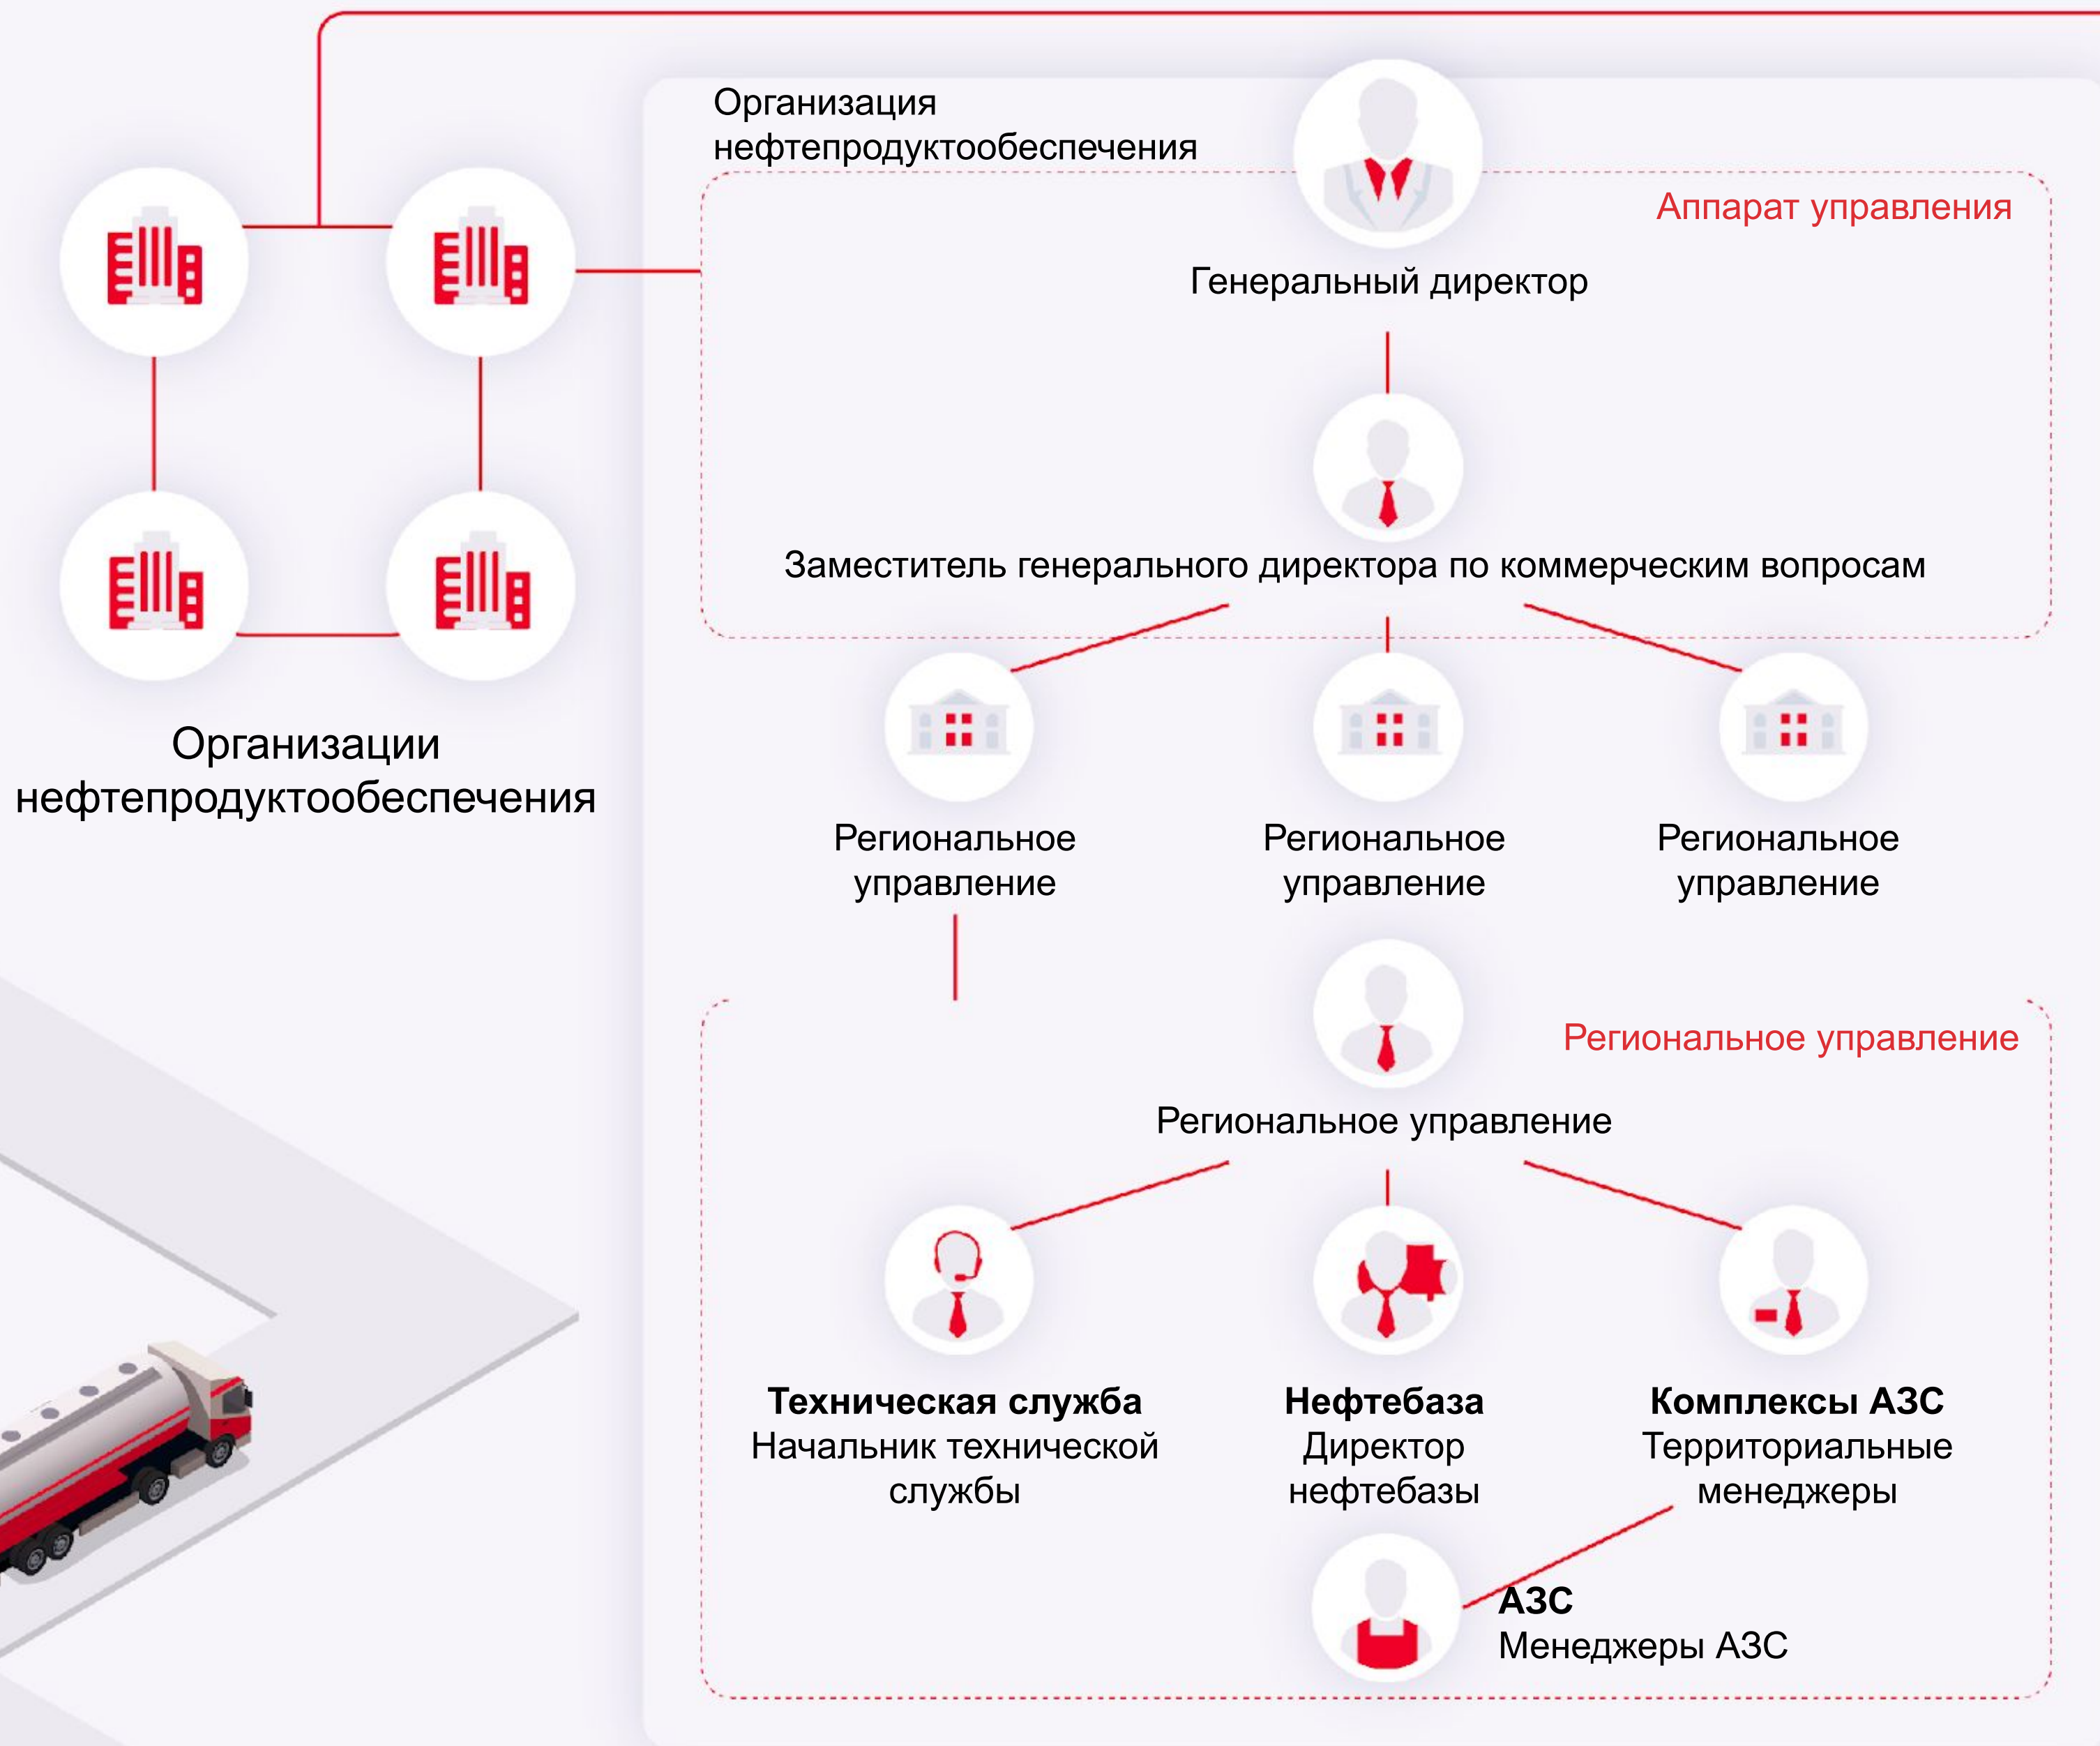 Организации
нефтепродуктообеспечения
Организация
нефтепродуктообеспечения
Аппарат управления
Генеральный директор
Заместитель генерального директора по коммерческим вопросам
Региональное
управление
Региональное
управление
Региональное
управление
Региональное управление
Региональное управление
Техническая служба
Начальник технической
службы
Нефтебаза
Директор
нефтебазы
Комплексы АЗС
Территориальные
менеджеры
АЗС
Менеджеры АЗС